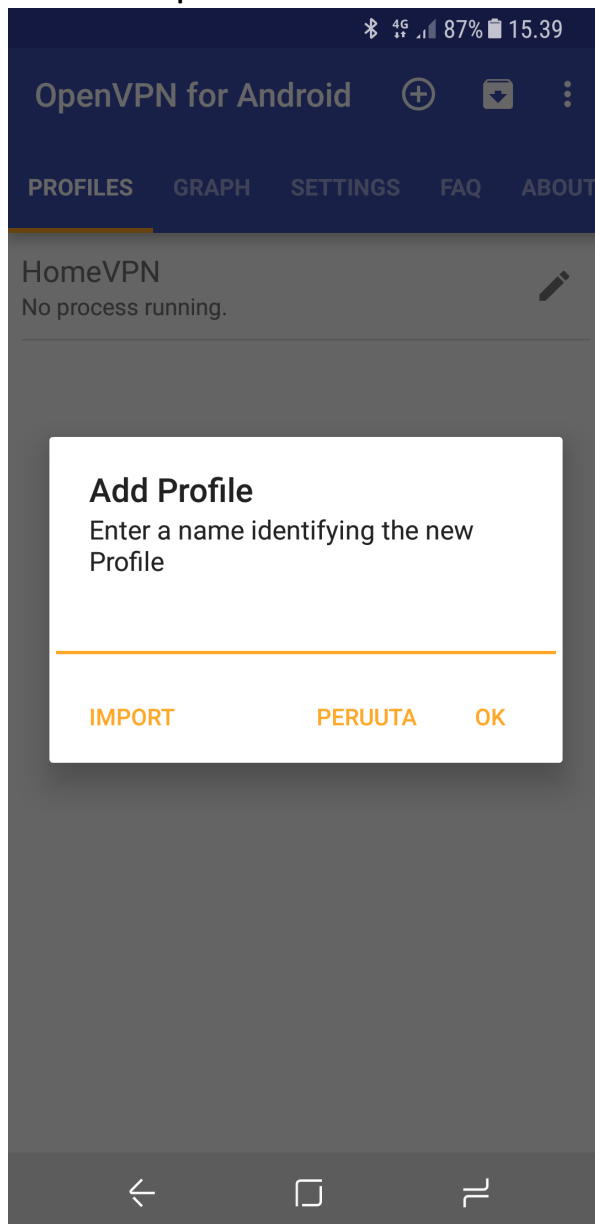 4G 87% 15.39
OpenVPN for Android
PROFILES GRAPH SETTINGS FAQ ABOUT
HomeVPN
No process running.
Add Profile
Enter a name identifying the new
Profile
IMPORT PERUUTA OK